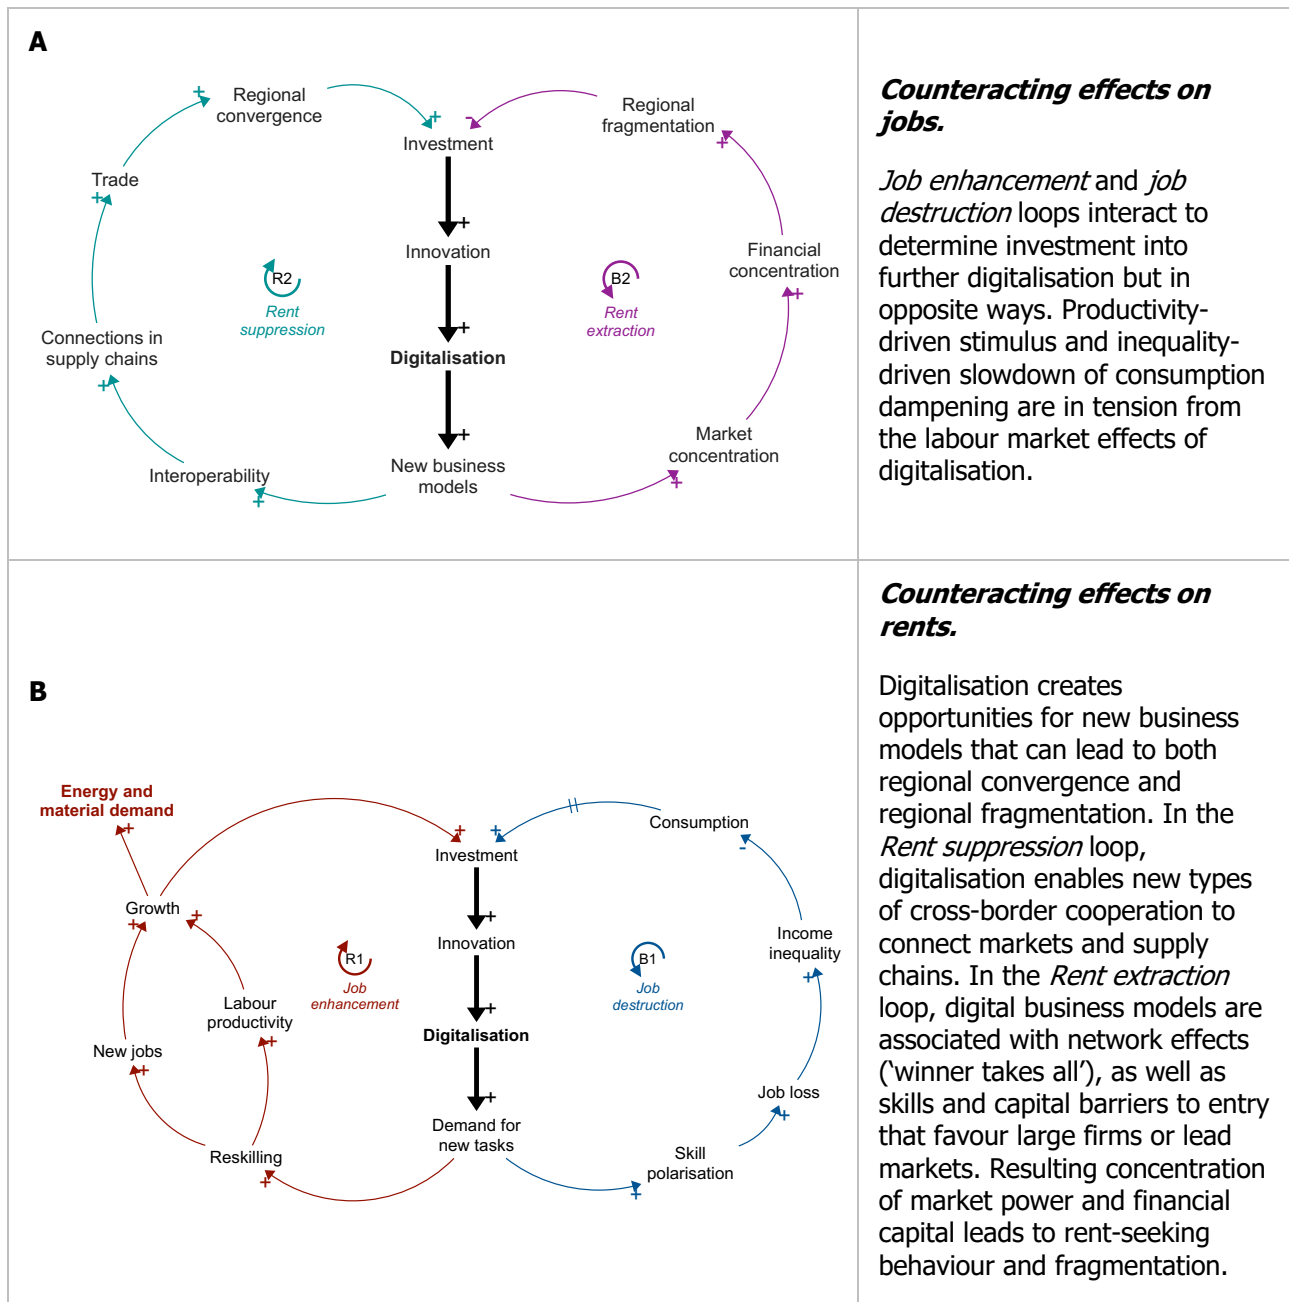 A
Regional
convergence
Regional
fragmentation
+
+
-
+
Investment
Trade
+
+
Innovation
Financial
concentration
+
R2
Rent
suppression
B2
Rent
extraction
+
Connections in
supply chains
+
Digitalisation
+
Market
concentration
+
New business
models
Interoperability
+
Counteracting effects on
jobs.
Job enhancement and job
destruction loops interact to
determine investment into
further digitalisation but in
opposite ways. Productivity-
driven stimulus and inequality-
driven slowdown of consumption
dampening are in tension from
the labour market effects of
digitalisation.
B
Energy and
material demand
+
+
+
Consumption
-
Investment
Growth
+
+
+
Innovation
Income
inequality
+
R1
Job
enhancement
B1
Job
destruction
Labour
productivity
+
+
Digitalisation
New jobs
+
+
Job loss
+
Demand for
new tasks
Reskilling
+
Skill
polarisation
+
Counteracting effects on
rents.
Digitalisation creates
opportunities for new business
models that can lead to both
regional convergence and
regional fragmentation. In the
Rent suppression loop,
digitalisation enables new types
of cross-border cooperation to
connect markets and supply
chains. In the Rent extraction
loop, digital business models are
associated with network effects
(‘winner takes all’), as well as
skills and capital barriers to entry
that favour large firms or lead
markets. Resulting concentration
of market power and financial
capital leads to rent-seeking
behaviour and fragmentation.